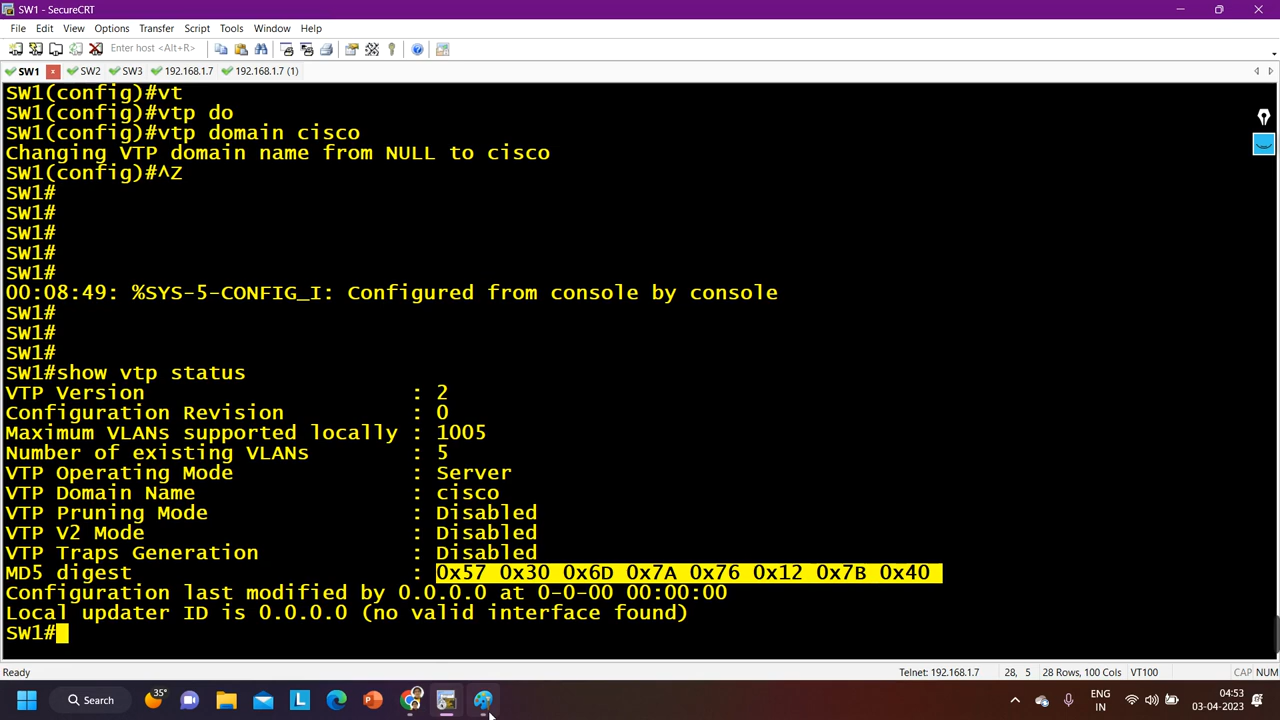 SW1 - SecureCRT
File Edit View Options Transfer Script Tools Window Help
Enter host <Alt+R>
SW1 x SW2 SW3 192.168.1.7 192.168.1.7 (1)
SW1(config)#vt
SW1(config)#vtp do
SW1(config)#vtp domain cisco
Changing VTP domain name from NULL to cisco
SW1(config)#^Z
SW1#
SW1#
SW1#
SW1#
SW1#
00:08:49: %SYS-5-CONFIG_I: Configured from console by console
SW1#
SW1#
SW1#
SW1#show vtp status
VTP Version : 2
Configuration Revision : 0
Maximum VLANs supported locally : 1005
Number of existing VLANs : 5
VTP Operating Mode : Server
VTP Domain Name : cisco
VTP Pruning Mode : Disabled
VTP V2 Mode : Disabled
VTP Traps Generation : Disabled
MD5 digest : 0x57 0x30 0x6D 0x7A 0x76 0x12 0x7B 0x40
Configuration last modified by 0.0.0.0 at 0-0-00 00:00:00
Local updater ID is 0.0.0.0 (no valid interface found)
SW1#
Ready Telnet: 192.168.1.7 28, 5 28 Rows, 100 Cols VT100 CAP NUM
Search 35° L ENG 04:53
IN 03-04-2023